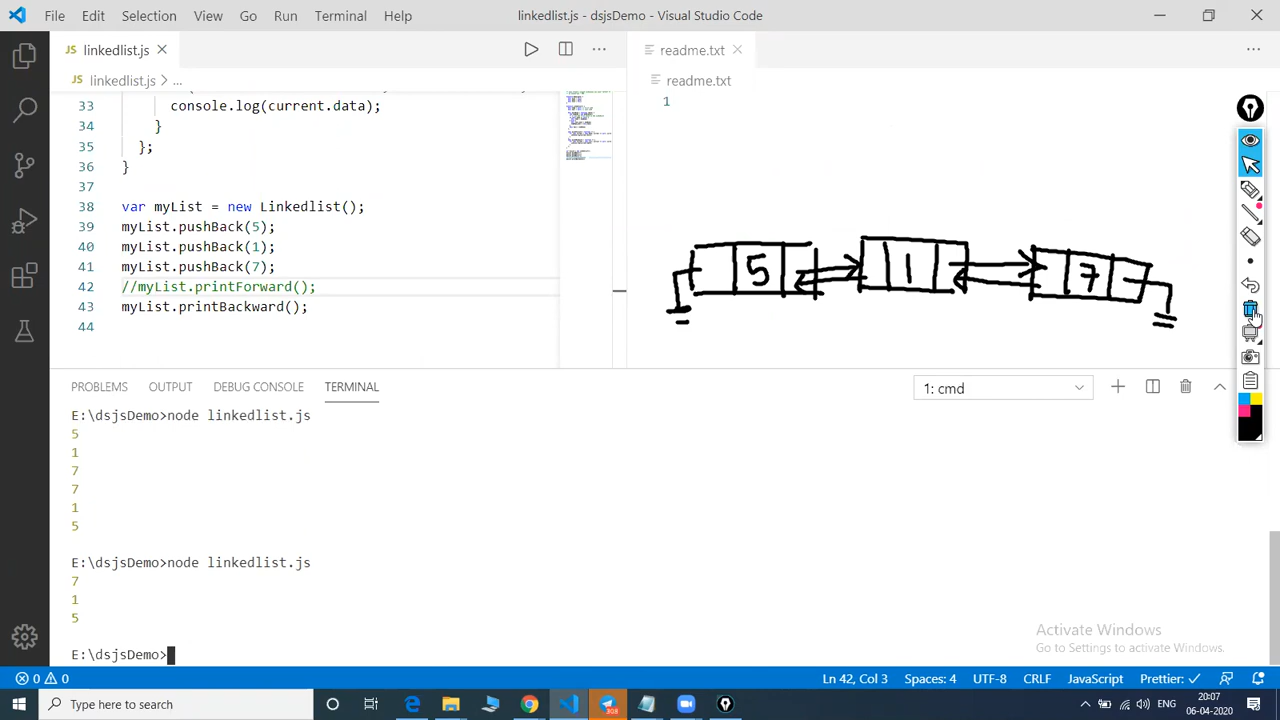 File Edit Selection View Go Run Terminal Help linkedlist.js - dsjsDemo - Visual Studio Code
JS linkedlist.js
readme.txt
JS linkedlist.js > ...
readme.txt
33 console.log(current.data);
34 }
35 };
36 }
37
38 var myList = new Linkedlist();
39 myList.pushBack(5);
40 myList.pushBack(1);
41 myList.pushBack(7);
42 //myList.printForward();
43 myList.printBackward();
44
1
5 1 7
PROBLEMS OUTPUT DEBUG CONSOLE TERMINAL 1: cmd
E:\dsjsDemo>node linkedlist.js
5
1
7
7
1
5
E:\dsjsDemo>node linkedlist.js
7
1
5
E:\dsjsDemo>
Activate Windows
Go to Settings to activate Windows.
0 0 Ln 42, Col 3 Spaces: 4 UTF-8 CRLF JavaScript Prettier: ✓
Type here to search
ENG
20:07
06-04-2020